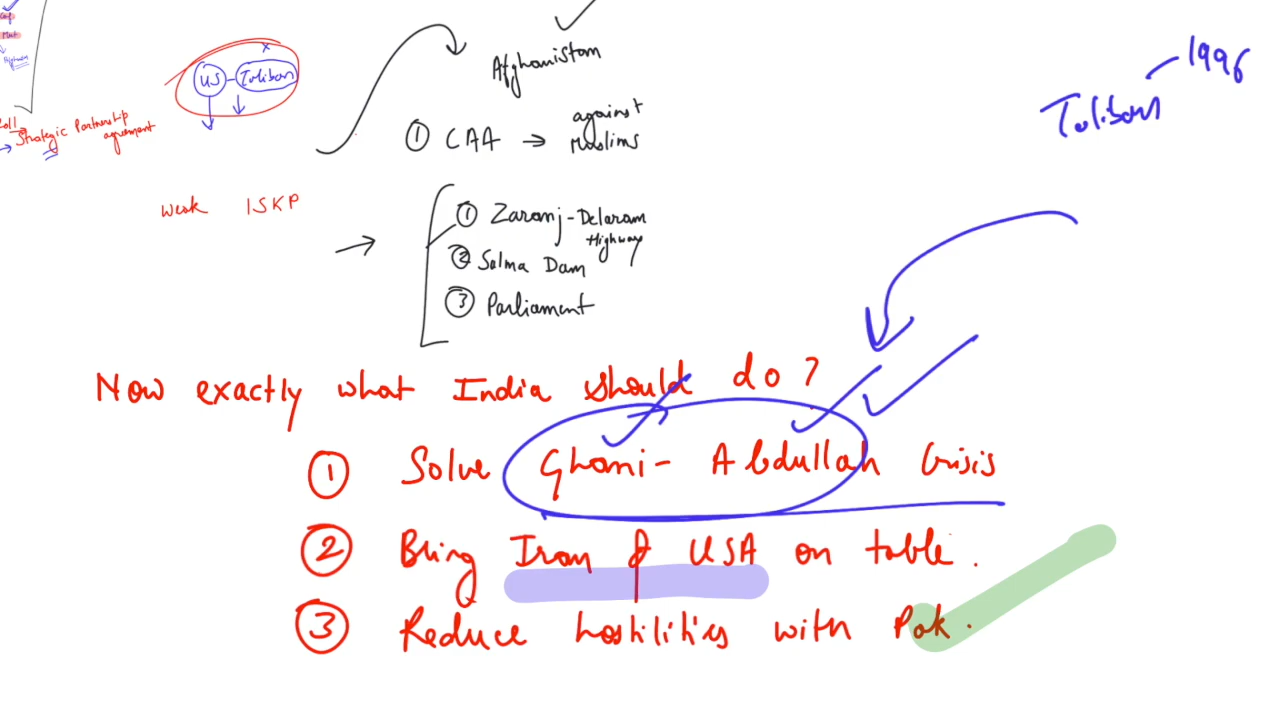 US - Taliban
Strategic Partnership
agreement
Weak ISKP
Afghanistan
① CAA → against
Muslims
① Zaranj-Delaram
Highway
② Salma Dam
③ Parliament
Taliban 1996
Now exactly what India should do?
① Solve Ghani- Abdullah Crisis
② Bring Iran & USA on table.
③ Reduce hostilities with Pak.